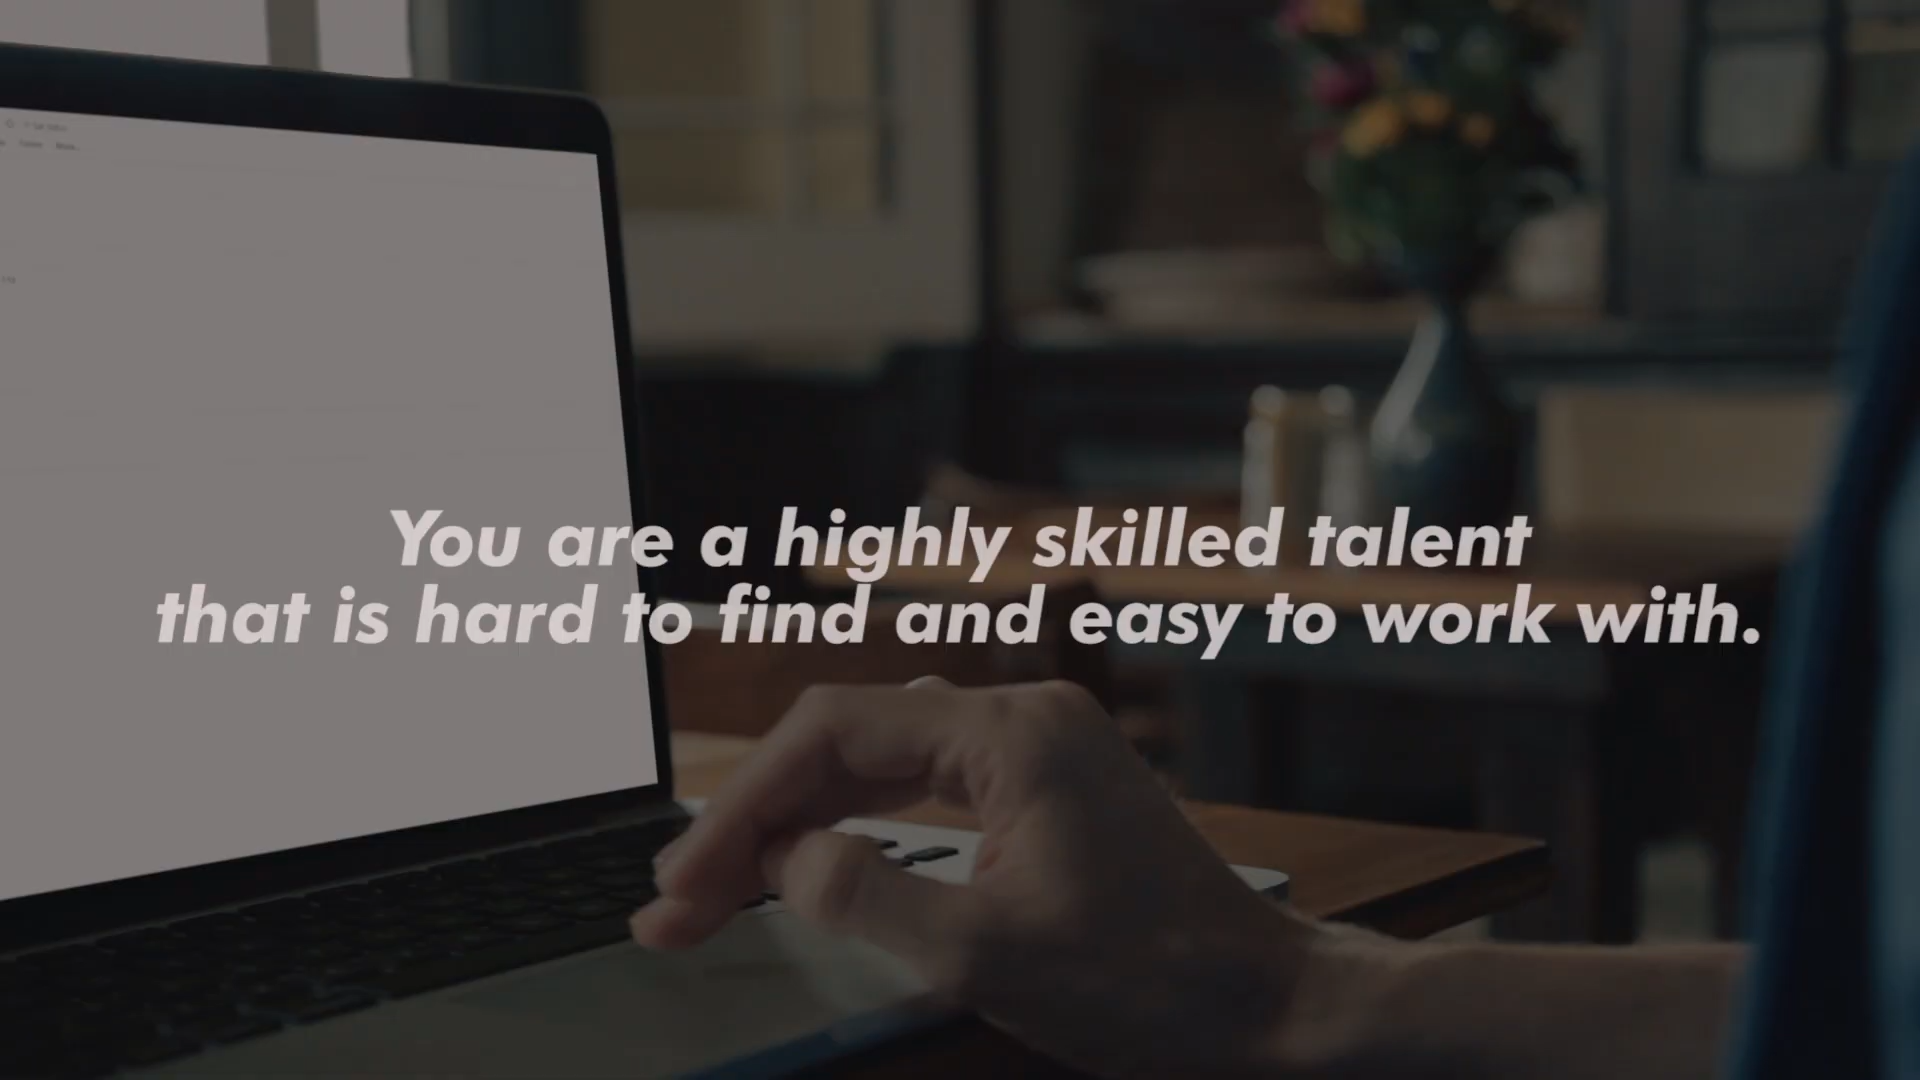 You are a highly skilled talent
that is hard to find and easy to work with.